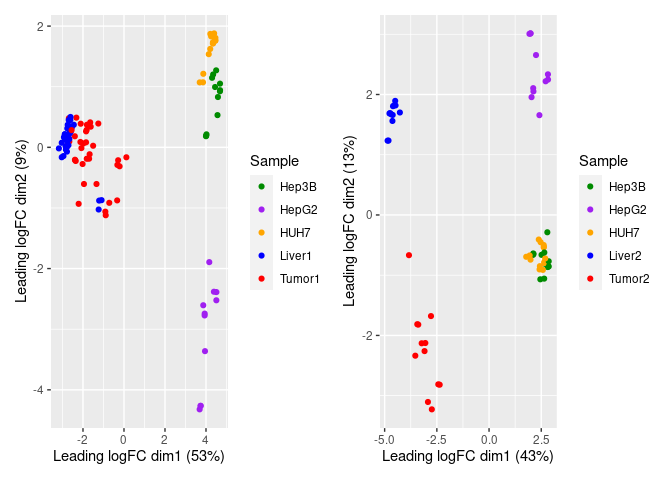 2
0
-2
-4
-2
0
2
4
Leading logFC dim1 (53%)
Leading logFC dim2 (9%)
Sample
Hep3B
HepG2
HUH7
Liver1
Tumor1
2
0
-2
-5.0
-2.5
0.0
2.5
Leading logFC dim1 (43%)
Leading logFC dim2 (13%)
Sample
Hep3B
HepG2
HUH7
Liver2
Tumor2